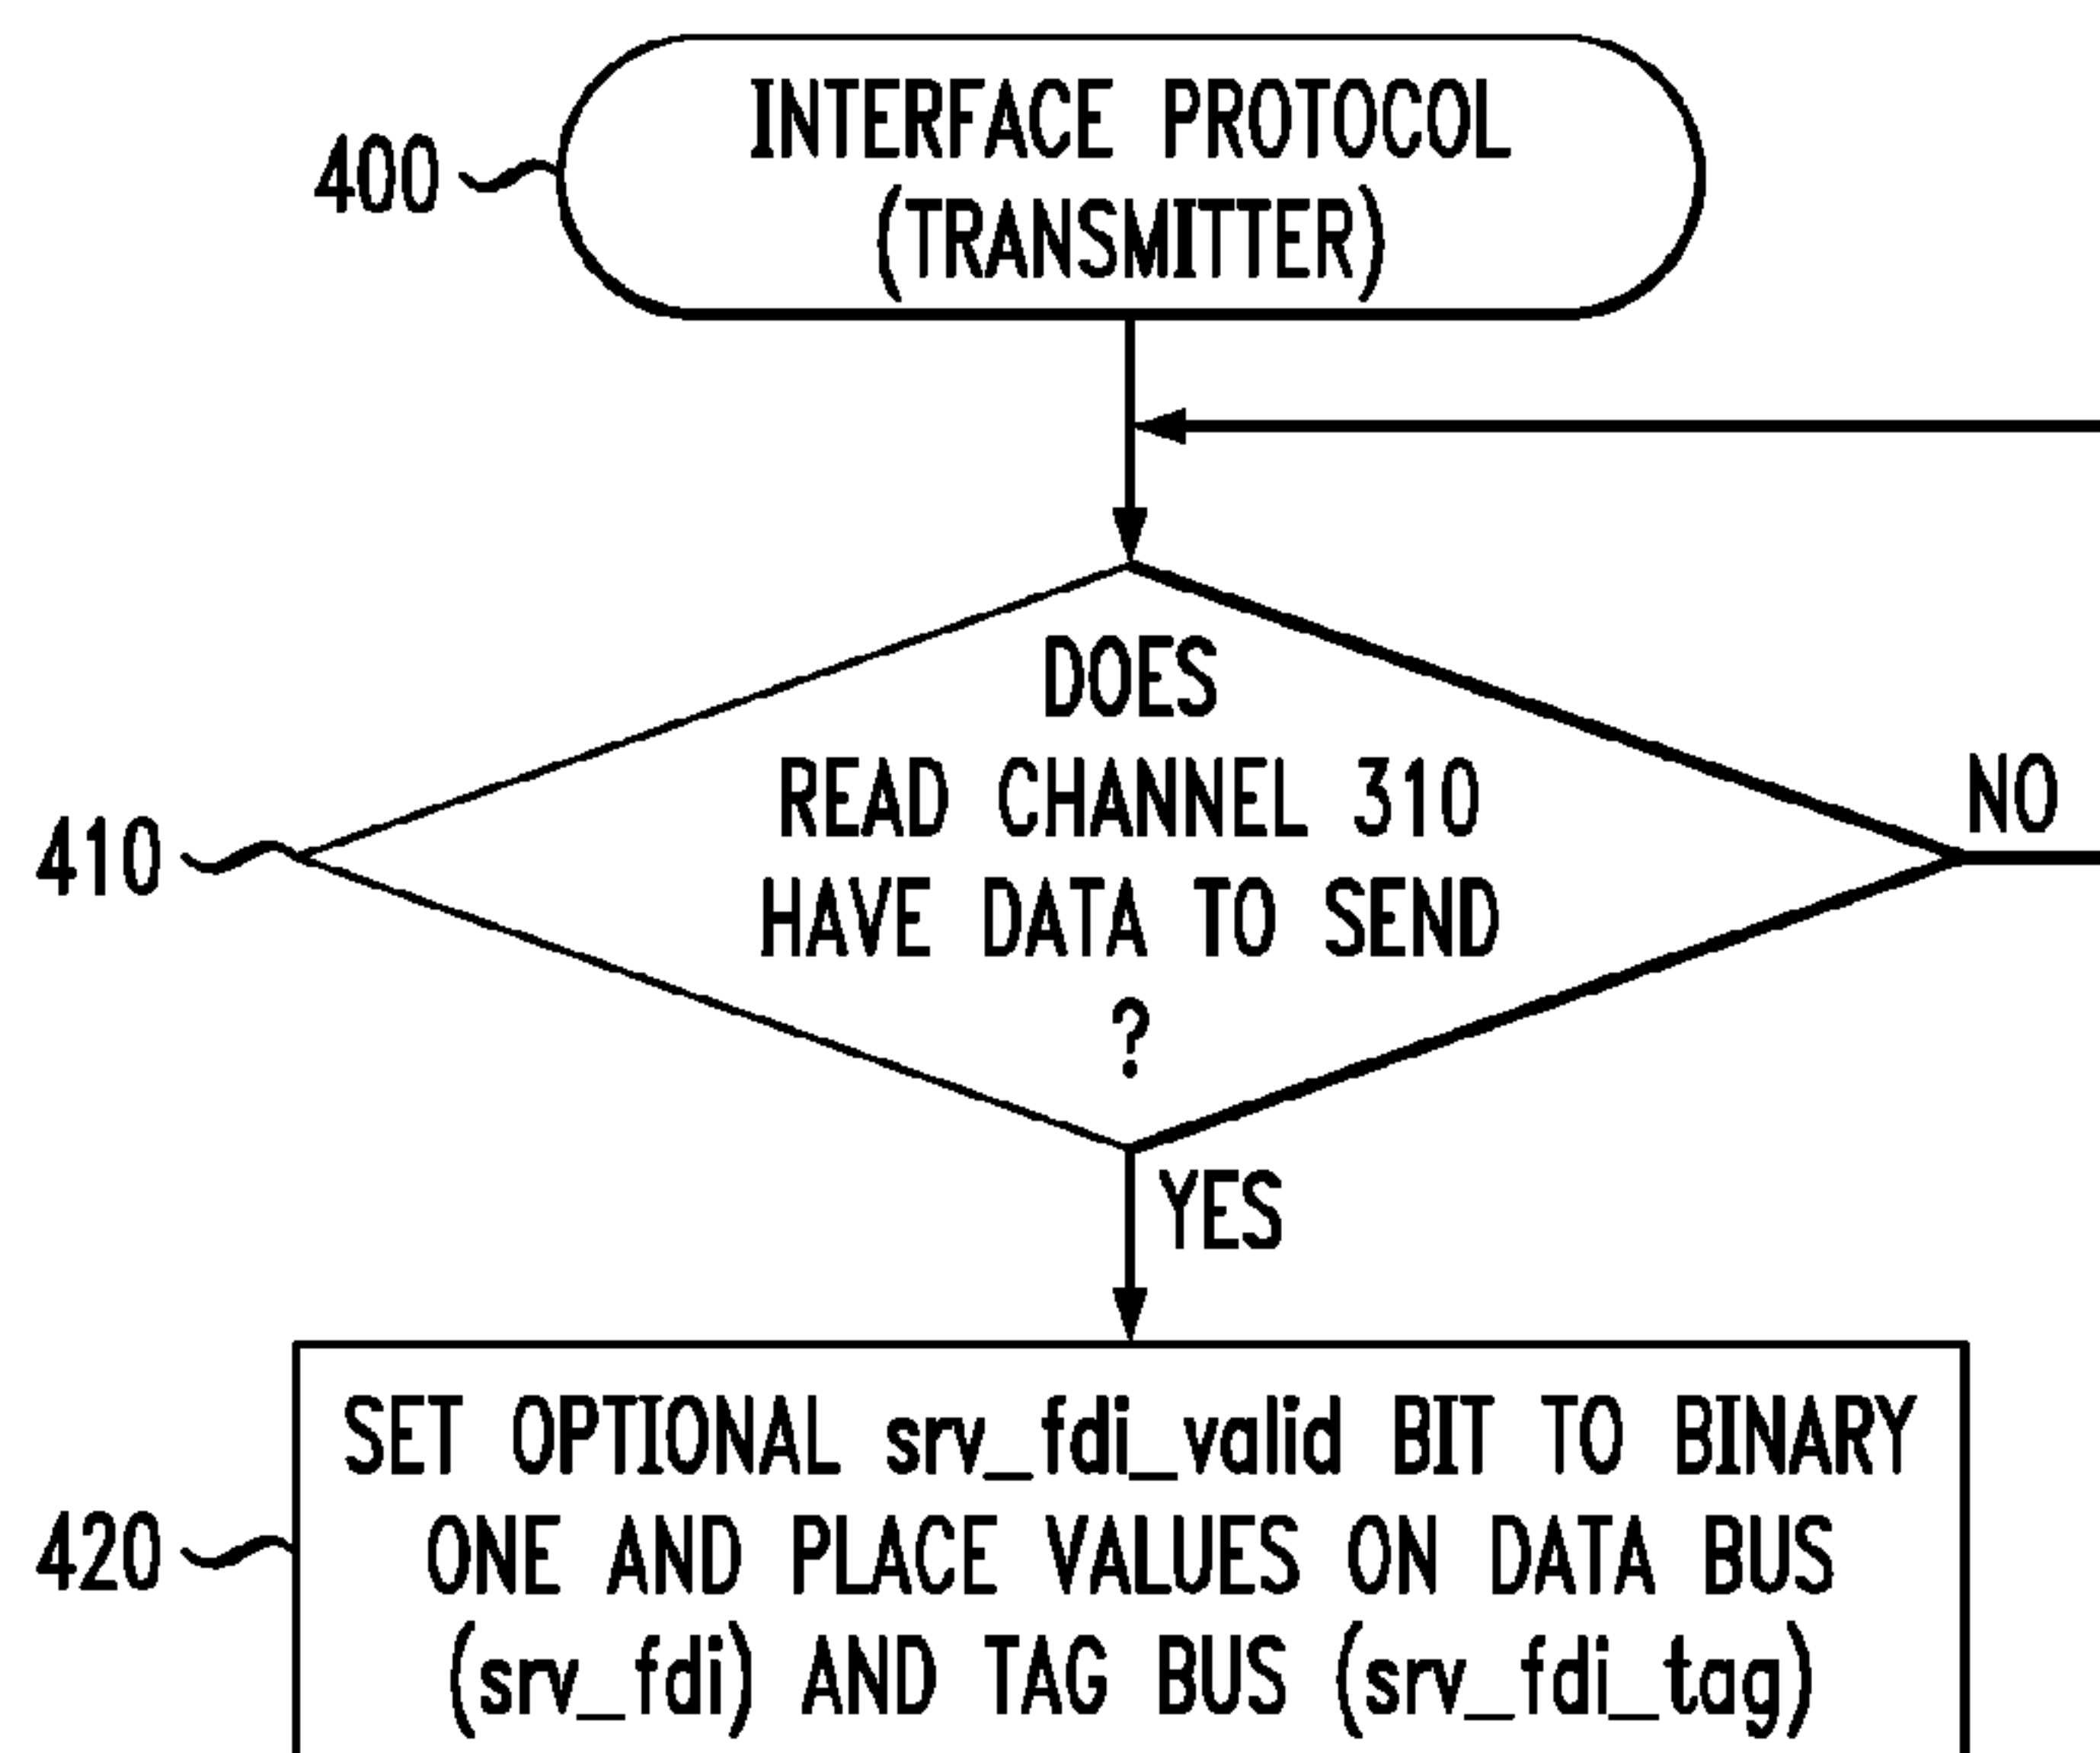 INTERFACE PROTOCOL
(TRANSMITTER)
400
DOES
READ CHANNEL 310
HAVE DATA TO SEND
?
410
NO
YES
SET OPTIONAL srv_fdi_valid BIT TO BINARY
ONE AND PLACE VALUES ON DATA BUS
(srv_fdi) AND TAG BUS (srv_fdi_tag)
420